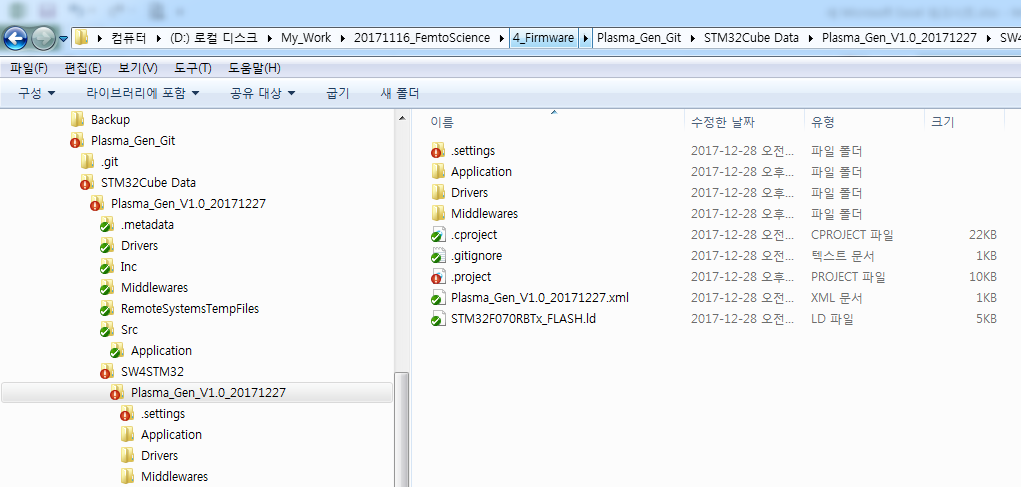 컴퓨터 (D:) 로컬 디스크 My_Work 20171116_FemtoScience 4_Firmware Plasma_Gen_Git STM32Cube Data Plasma_Gen_V1.0_20171227 SW4
파일(F) 편집(E) 보기(V) 도구(T) 도움말(H)
구성 라이브러리에 포함 공유 대상 굽기 새 폴더
Backup
Plasma_Gen_Git
.git
STM32Cube Data
Plasma_Gen_V1.0_20171227
.metadata
Drivers
Inc
Middlewares
RemoteSystemsTempFiles
Src
Application
SW4STM32
Plasma_Gen_V1.0_20171227
.settings
Application
Drivers
Middlewares
이름 수정한 날짜 유형 크기
.settings 2017-12-28 오전... 파일 폴더
Application 2017-12-28 오후... 파일 폴더
Drivers 2017-12-28 오후... 파일 폴더
Middlewares 2017-12-28 오후... 파일 폴더
.cproject 2017-12-28 오전... CPROJECT 파일 22KB
.gitignore 2017-12-28 오전... 텍스트 문서 1KB
.project 2017-12-28 오전... PROJECT 파일 10KB
Plasma_Gen_V1.0_20171227.xml 2017-12-28 오전... XML 문서 1KB
STM32F070RBTx_FLASH.ld 2017-12-28 오전... LD 파일 5KB